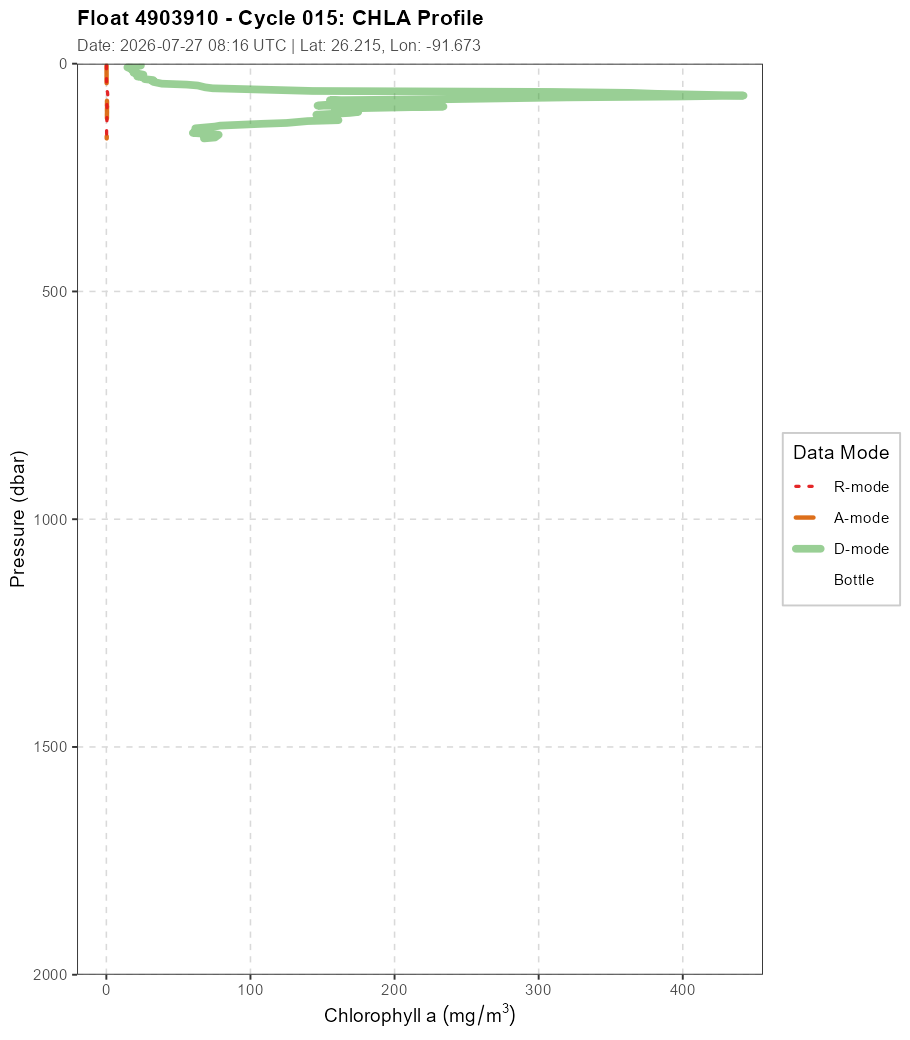 Float 4903910 - Cycle 015: CHLA Profile
Date: 2026-07-27 08:16 UTC | Lat: 26.215, Lon: -91.673
0
500
1000
1500
2000
Pressure (dbar)
0 100 200 300 400
Chlorophyll a (mg/m³)
Data Mode
R-mode
A-mode
D-mode
Bottle